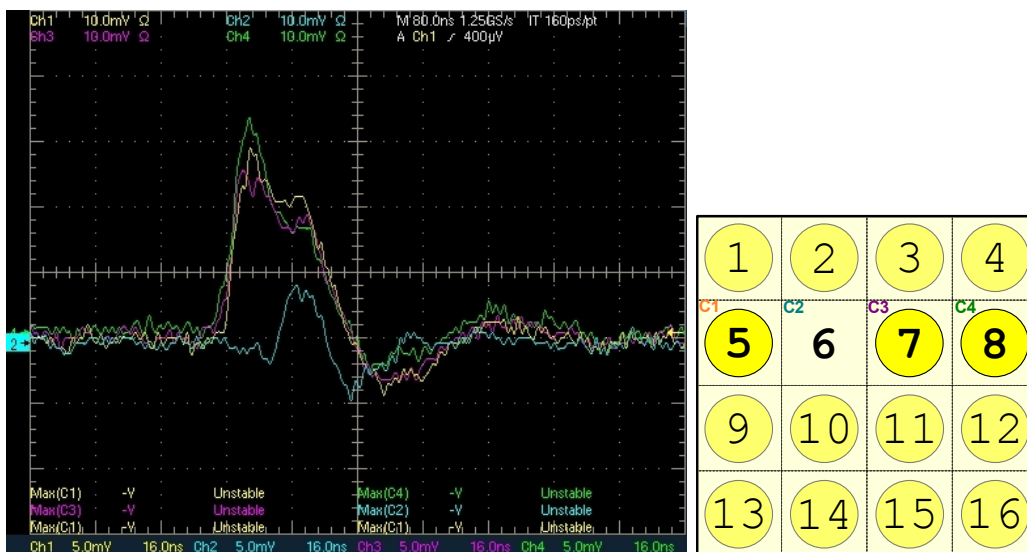 Ch1 10.0mV Ω Ch2 10.0mV Ω M 80.0ns 1.25GS/s IT 160ps/pt
Ch3 10.0mV Ω Ch4 10.0mV Ω A Ch1 ∕ 400µV
2
Max(C1) -V Unstable Max(C4) -V Unstable
Max(C3) -V Unstable Max(C2) -V Unstable
Max(C1) -V Unstable Max(C1) -V Unstable
Ch1 5.0mV 16.0ns Ch2 5.0mV 16.0ns Ch3 5.0mV 16.0ns Ch4 5.0mV 16.0ns
1 2 3 4
C1 C2 C3 C4
5 6 7 8
9 10 11 12
13 14 15 16